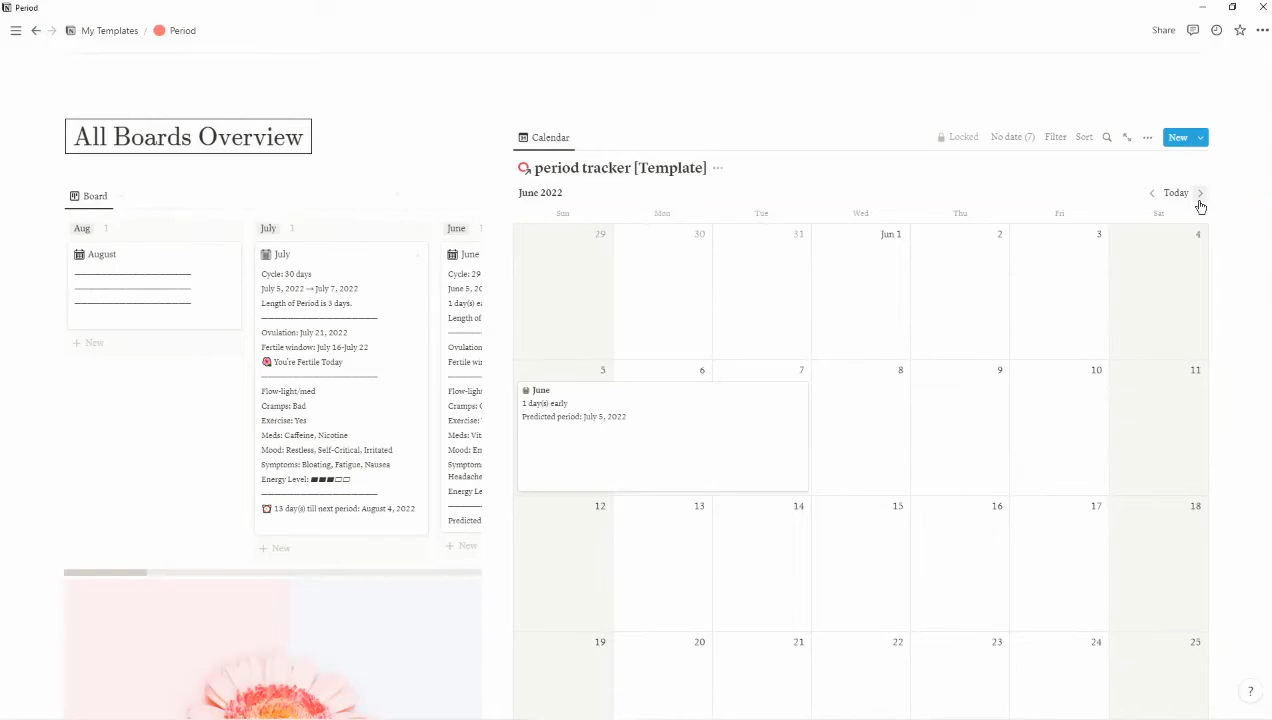 Period
My Templates / Period
Share
All Boards Overview
Board
Aug 1
August
New
July 1
July
Cycle: 30 days
July 5, 2022 → July 7, 2022
Length of Period is 3 days.
Ovulation: July 21, 2022
Fertile window: July 16-July 22
You're Fertile Today
Flow-light/med
Cramps: Bad
Exercise: Yes
Meds: Caffeine, Nicotine
Mood: Restless, Self-Critical, Irritated
Symptoms: Bloating, Fatigue, Nausea
Energy Level:
13 day(s) till next period: August 4, 2022
New
June
June
Cycle: 29
June 5, 20
1 day(s) ea
Length of
Ovulation:
Fertile win
Flow-light
Cramps: C
Exercise:
Meds: Vit
Mood: Em
Symptom
Headache
Energy Le
Predicted
New
Calendar
Locked
No date (7)
Filter
Sort
New
period tracker [Template]
June 2022
Today
Sun Mon Tue Wed Thu Fri Sat
29 30 31 Jun 1 2 3 4
5 6 7 8 9 10 11
June
1 day(s) early
Predicted period: July 5, 2022
12 13 14 15 16 17 18
19 20 21 22 23 24 25
?